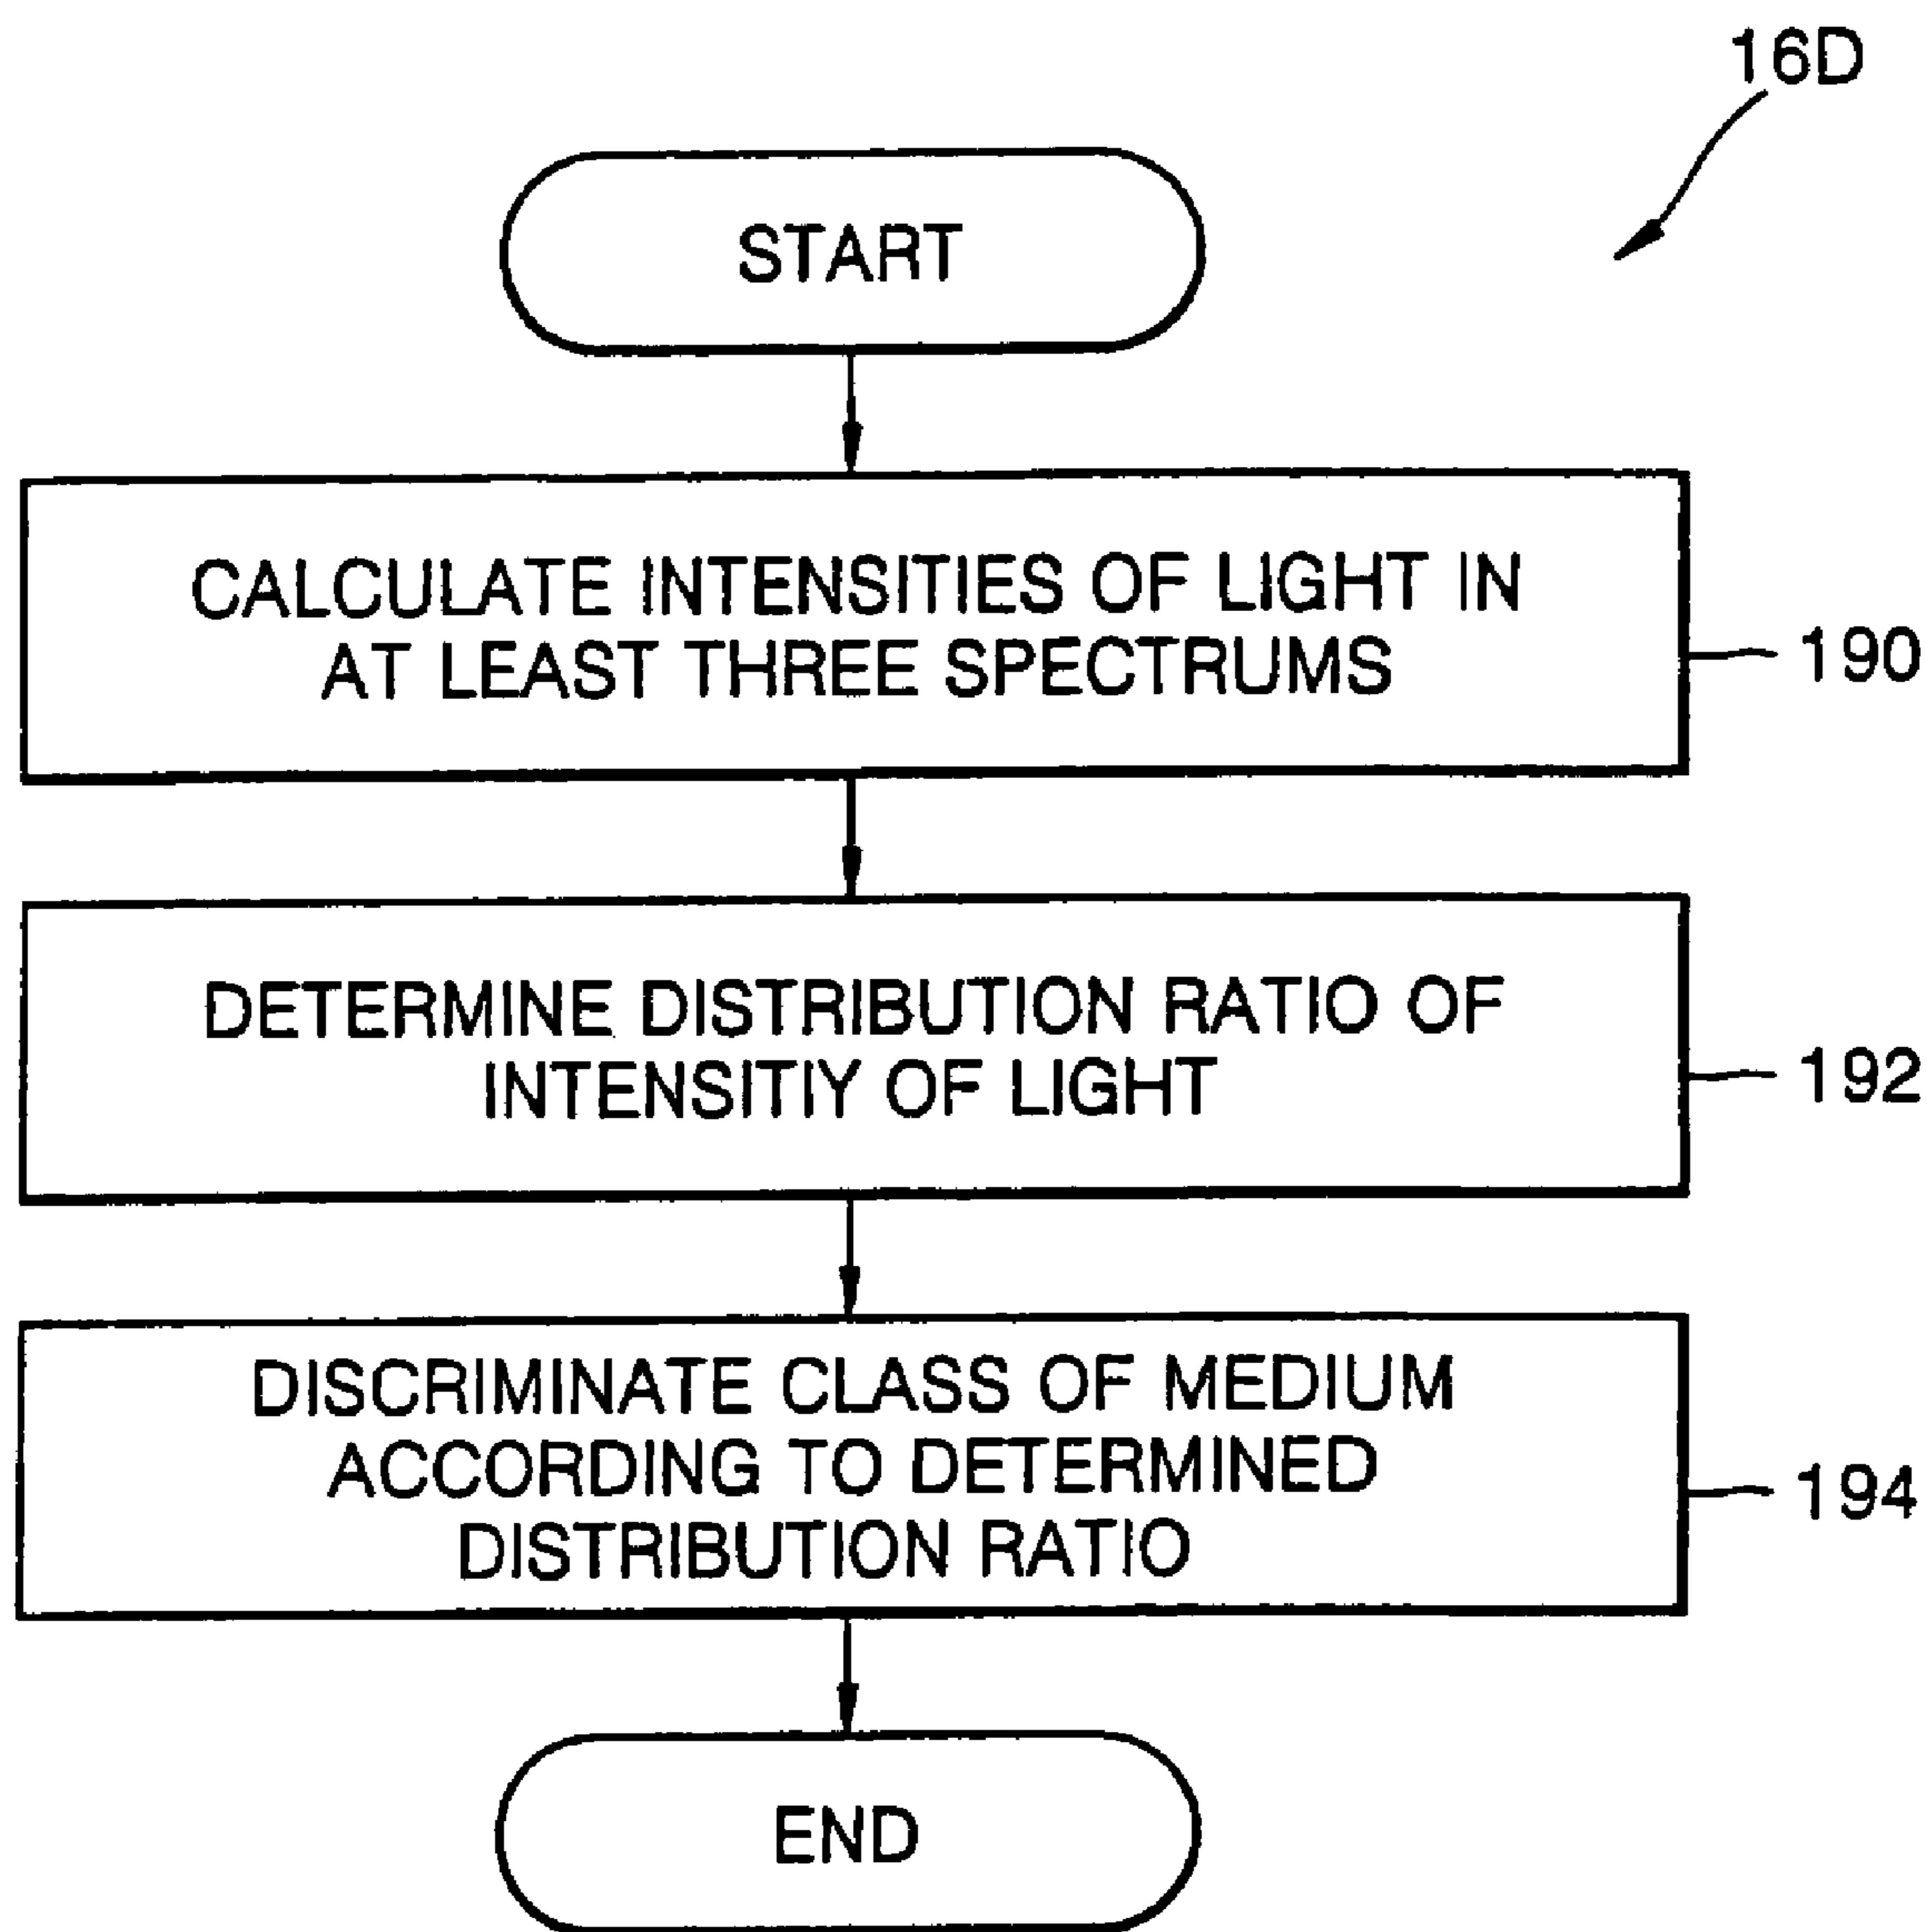 16D
START
CALCULATE INTENSITIES OF LIGHT IN
AT LEAST THREE SPECTRUMS
190
DETERMINE DISTRIBUTION RATIO OF
INTENSITIY OF LIGHT
192
DISCRIMINATE CLASS OF MEDIUM
ACCORDING TO DETERMINED
DISTRIBUTION RATIO
194
END